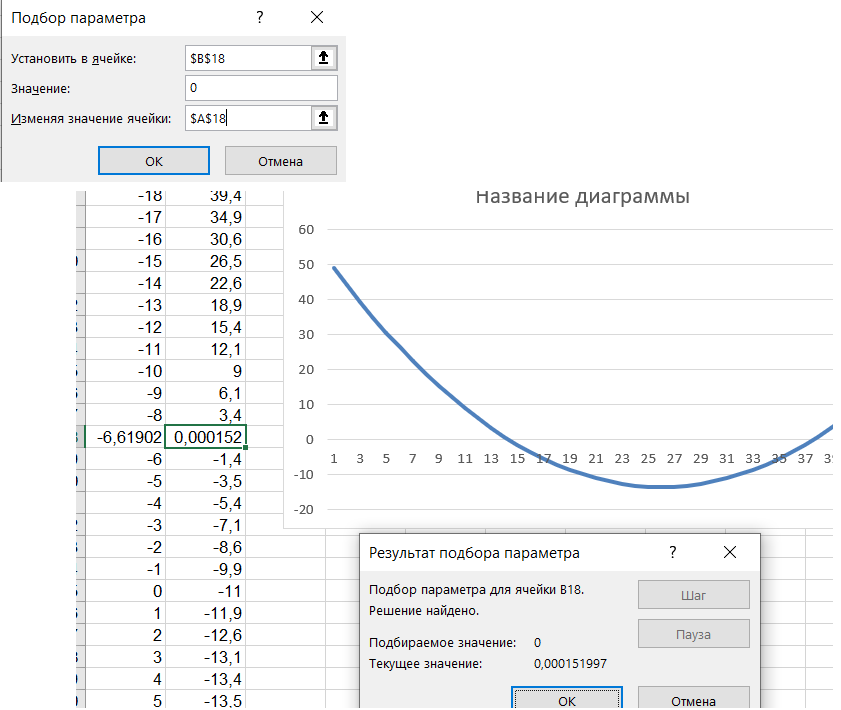 Подбор параметра ?
Установить в ячейке: $B$18
Значение: 0
Изменяя значение ячейки: $A$18
ОК Отмена
-18 39,4
-17 34,9
-16 30,6
-15 26,5
-14 22,6
-13 18,9
-12 15,4
-11 12,1
-10 9
-9 6,1
-8 3,4
-6,61902 0,000152
-6 -1,4
-5 -3,5
-4 -5,4
-3 -7,1
-2 -8,6
-1 -9,9
0 -11
1 -11,9
2 -12,6
3 -13,1
4 -13,4
5 -13,5
Название диаграммы
60
50
40
30
20
10
0
1 3 5 7 9 11 13 15 17 19 21 23 25 27 29 31 33 35 37
-10
-20
Результат подбора параметра ?
Подбор параметра для ячейки B18.
Решение найдено.
Подбираемое значение: 0
Текущее значение: 0,000151997
Шаг
Пауза
ОК Отмена